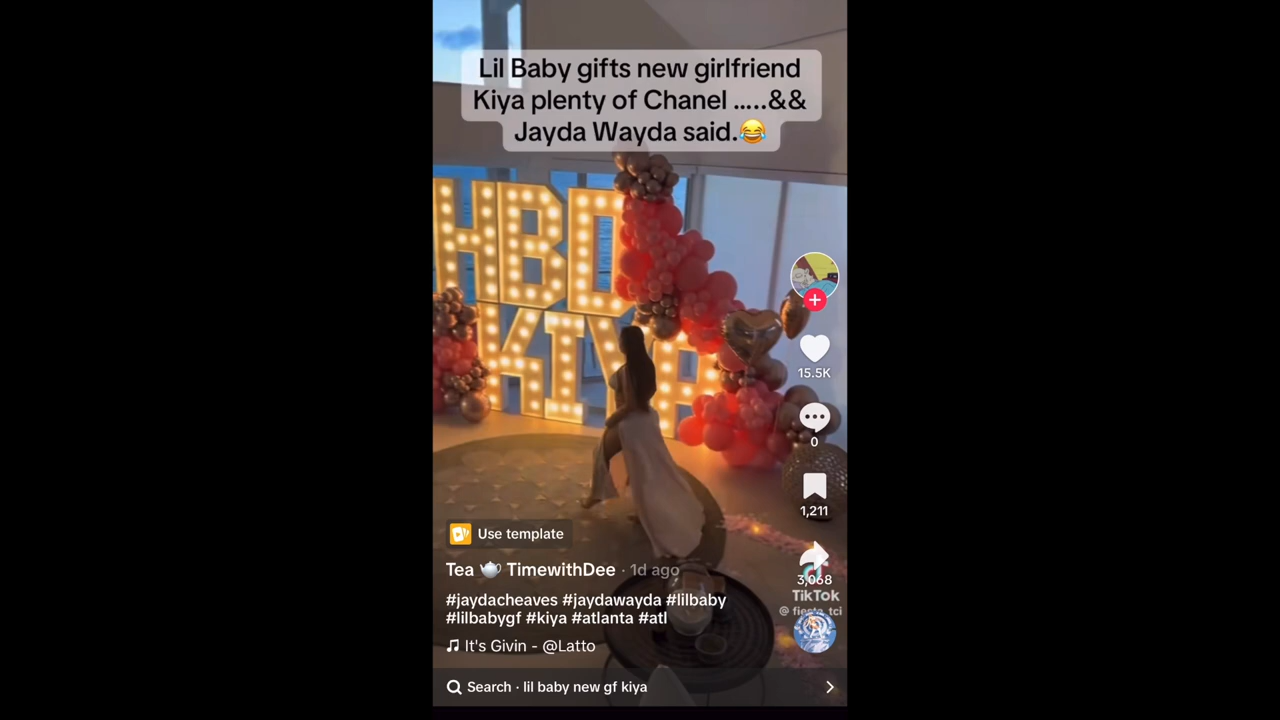 Lil Baby gifts new girlfriend
Kiya plenty of Chanel …..&&
Jayda Wayda said.😂
HBD
KIYA
15.5K
0
1,211
3,068
TikTok
@ fiesta_tci
Use template
Tea 🫖 TimewithDee · 1d ago
#jaydacheaves #jaydawayda #lilbaby
#lilbabygf #kiya #atlanta #atl
It's Givin - @Latto
Search · lil baby new gf kiya